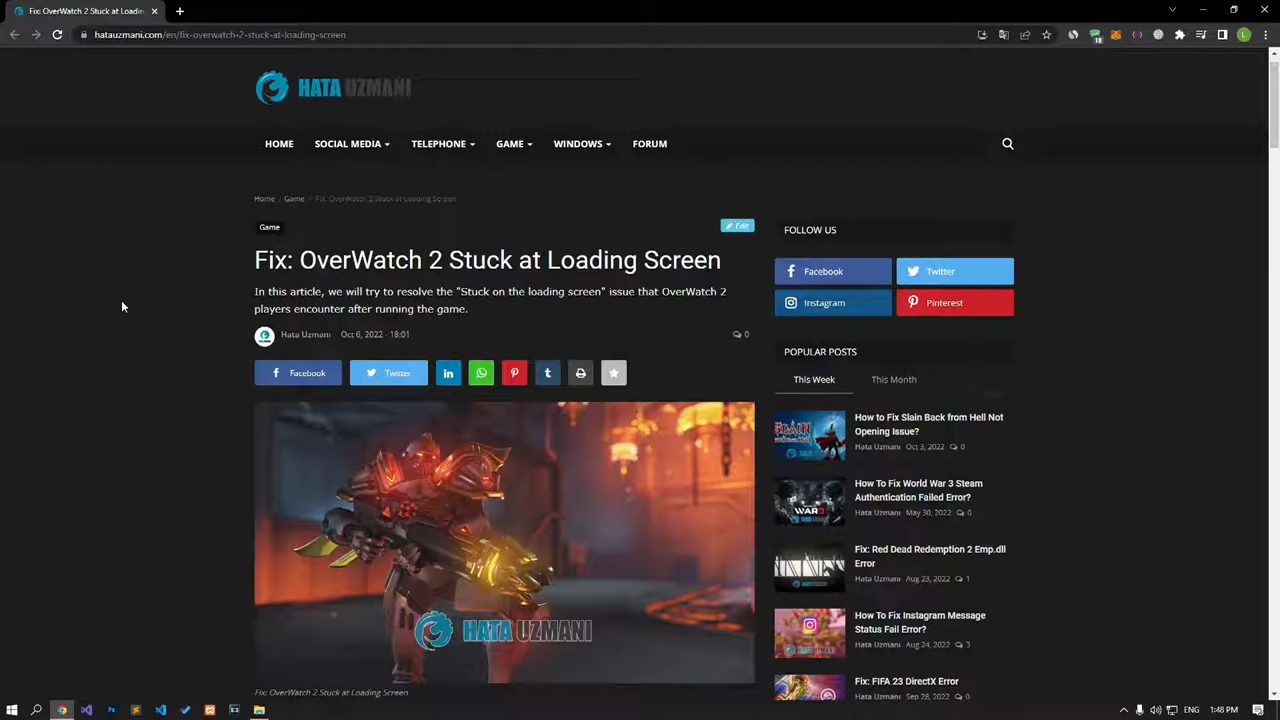 Fix: OverWatch 2 Stuck at Loadin
hatauzmani.com/en/fix-overwatch-2-stuck-at-loading-screen
18
L
HATA UZMANI
HOME
SOCIAL MEDIA
TELEPHONE
GAME
WINDOWS
FORUM
Home / Game / Fix: OverWatch 2 Stuck at Loading Screen
Game
Edit
Fix: OverWatch 2 Stuck at Loading Screen
In this article, we will try to resolve the "Stuck on the loading screen" issue that OverWatch 2
players encounter after running the game.
Hata Uzmani Oct 6, 2022 - 18:01
0
Facebook
Twitter
HATA UZMANI
Fix: OverWatch 2 Stuck at Loading Screen
FOLLOW US
Facebook
Twitter
Instagram
Pinterest
POPULAR POSTS
This Week
This Month
How to Fix Slain Back from Hell Not
Opening Issue?
Hata Uzmani Oct 3, 2022 0
How To Fix World War 3 Steam
Authentication Failed Error?
Hata Uzmani May 30, 2022 0
Fix: Red Dead Redemption 2 Emp.dll
Error
Hata Uzmani Aug 23, 2022 1
How To Fix Instagram Message
Status Fail Error?
Hata Uzmani Aug 24, 2022 3
Fix: FIFA 23 DirectX Error
Hata Uzmani Sep 28, 2022 0
ENG
1:48 PM